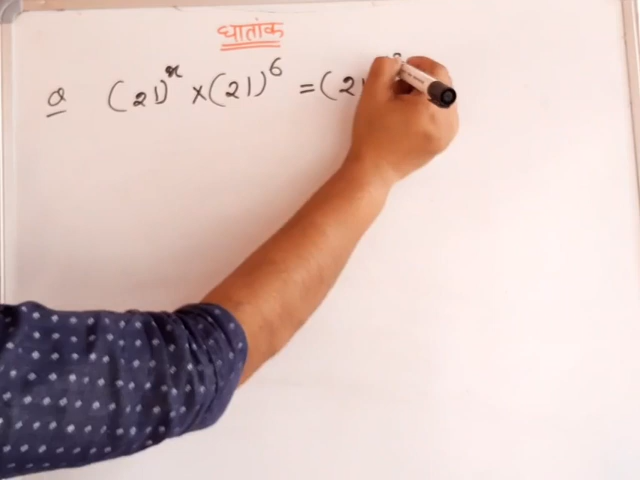 घातांक
Q (21)^x × (21)^6 = (21